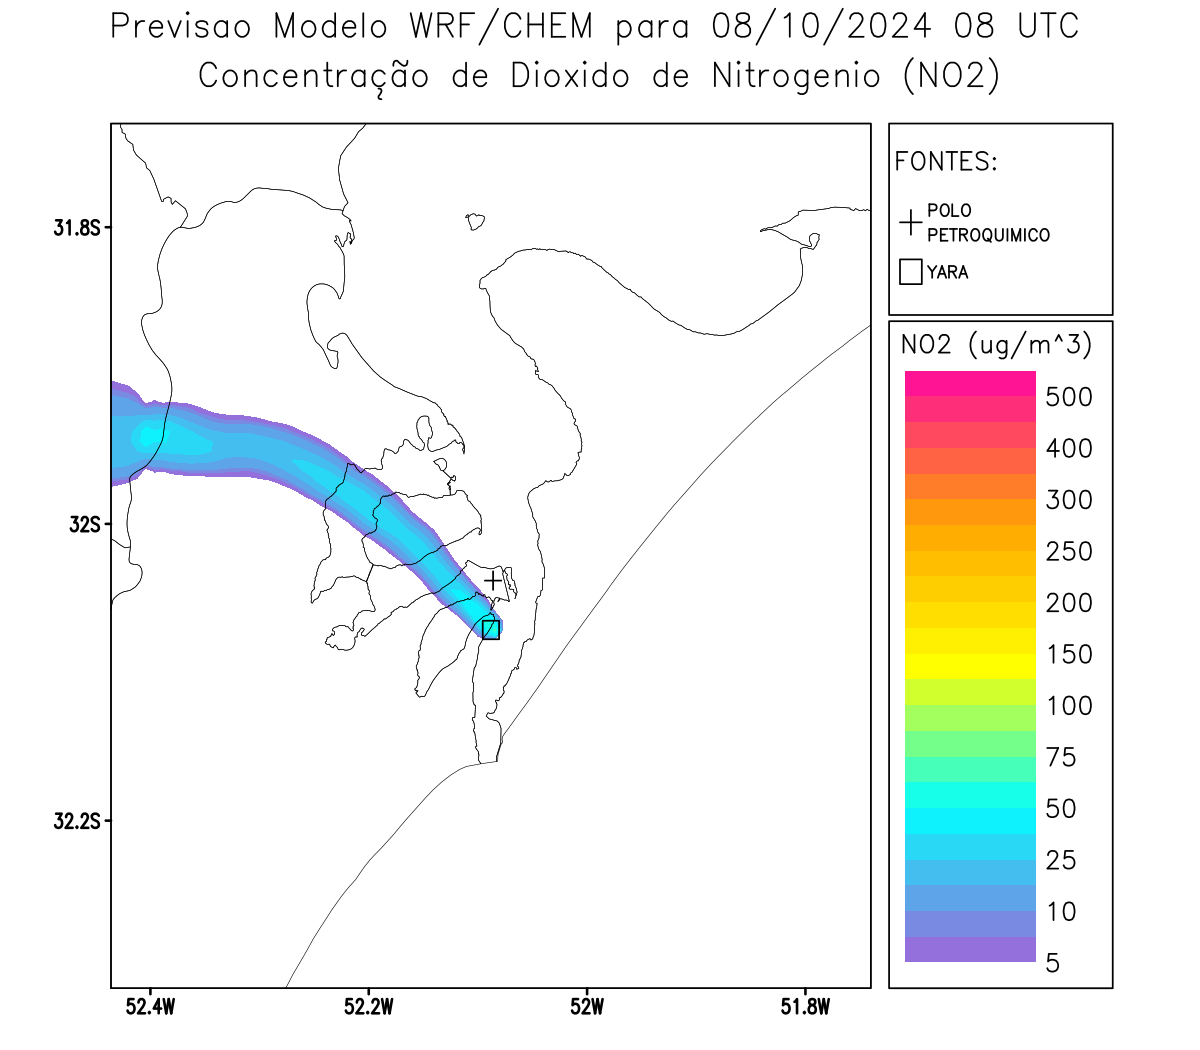 Previsao Modelo WRF/CHEM para 08/10/2024 08 UTC
Concentração de Dioxido de Nitrogenio (NO2)
FONTES:
POLO
PETROQUIMICO
YARA
NO2 (ug/m^3)
500
400
300
250
200
150
100
75
50
25
10
5
31.8S
32S
32.2S
52.4W
52.2W
52W
51.8W